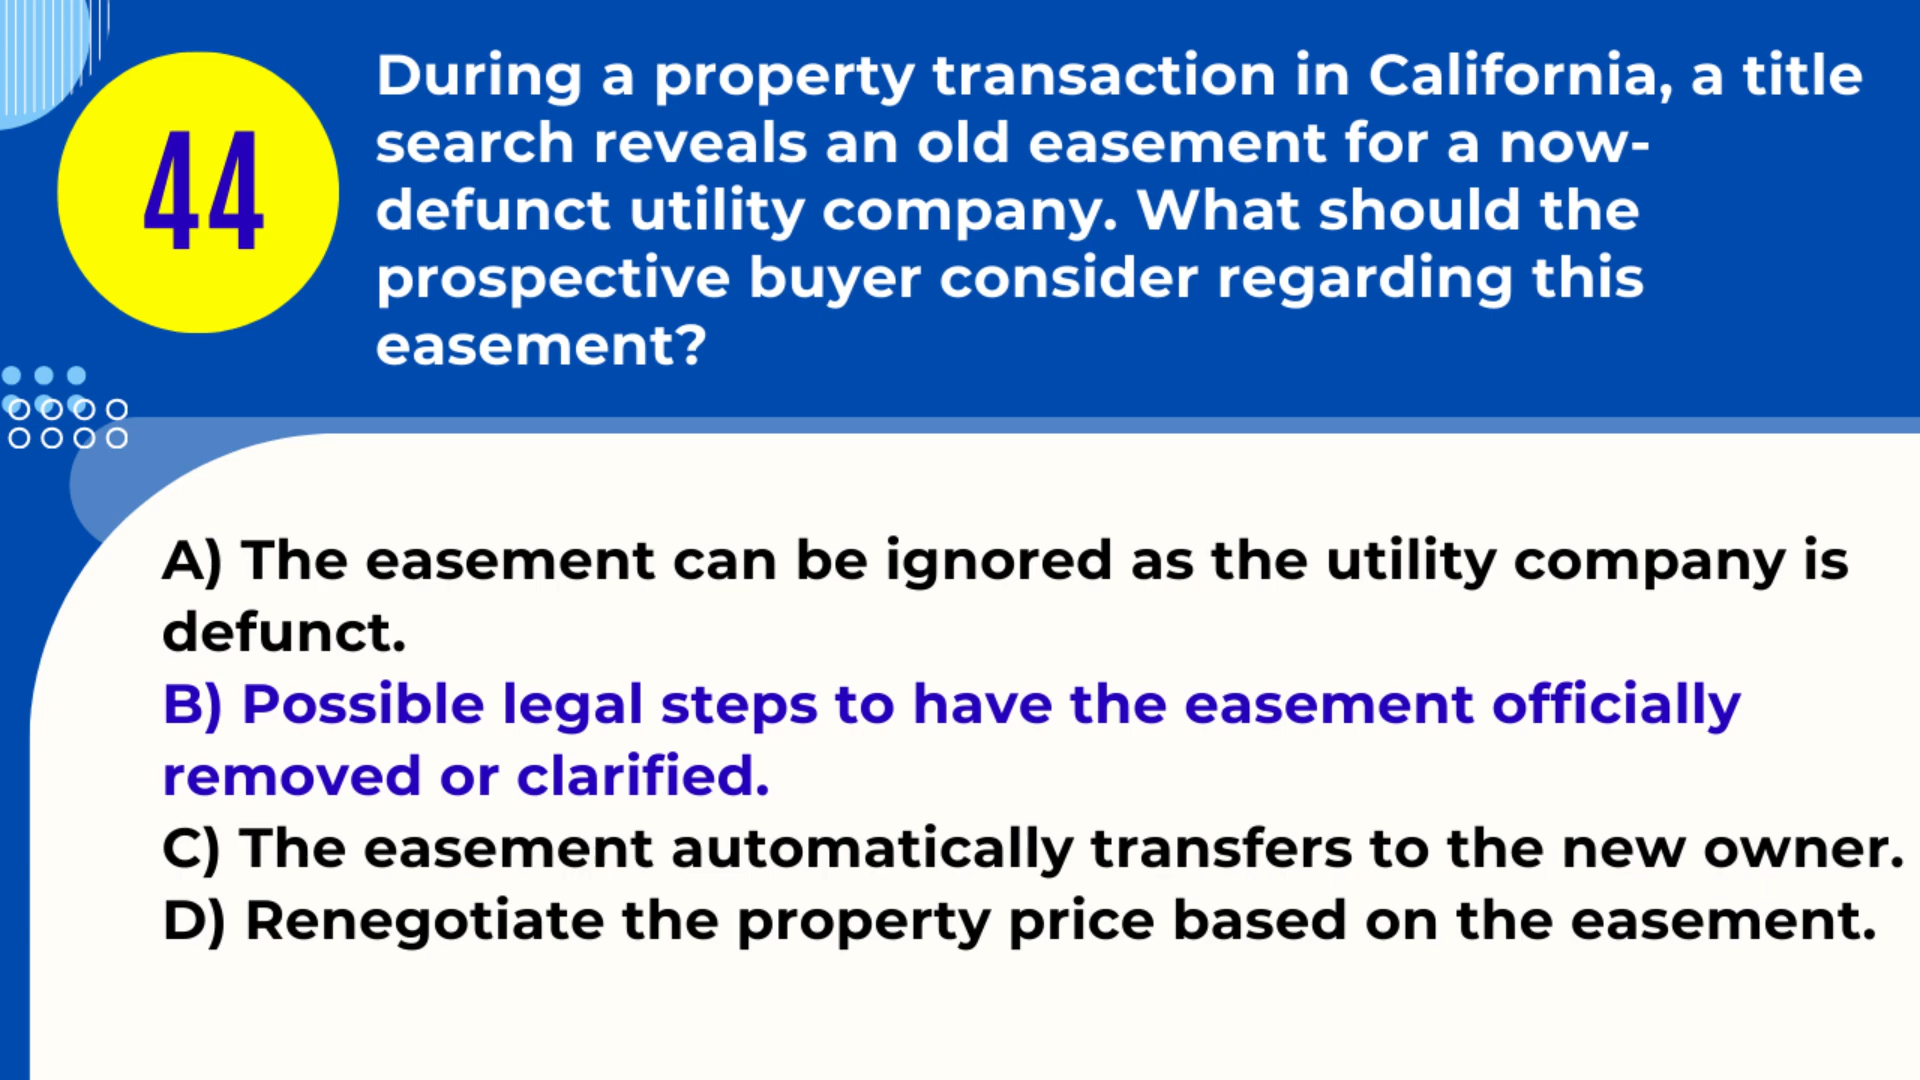 44
During a property transaction in California, a title
search reveals an old easement for a now-
defunct utility company. What should the
prospective buyer consider regarding this
easement?
A) The easement can be ignored as the utility company is
defunct.
B) Possible legal steps to have the easement officially
removed or clarified.
C) The easement automatically transfers to the new owner.
D) Renegotiate the property price based on the easement.